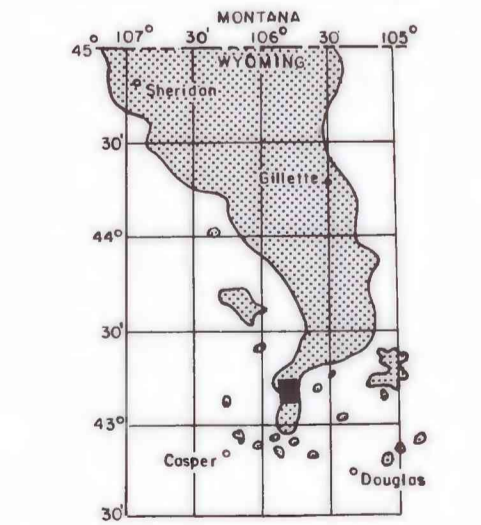 MONTANA
107° 30' 106° 30' 105°
45°
WYOMING
Sheridan
30'
Gillette
44°
30'
43°
Casper
Douglas
30'